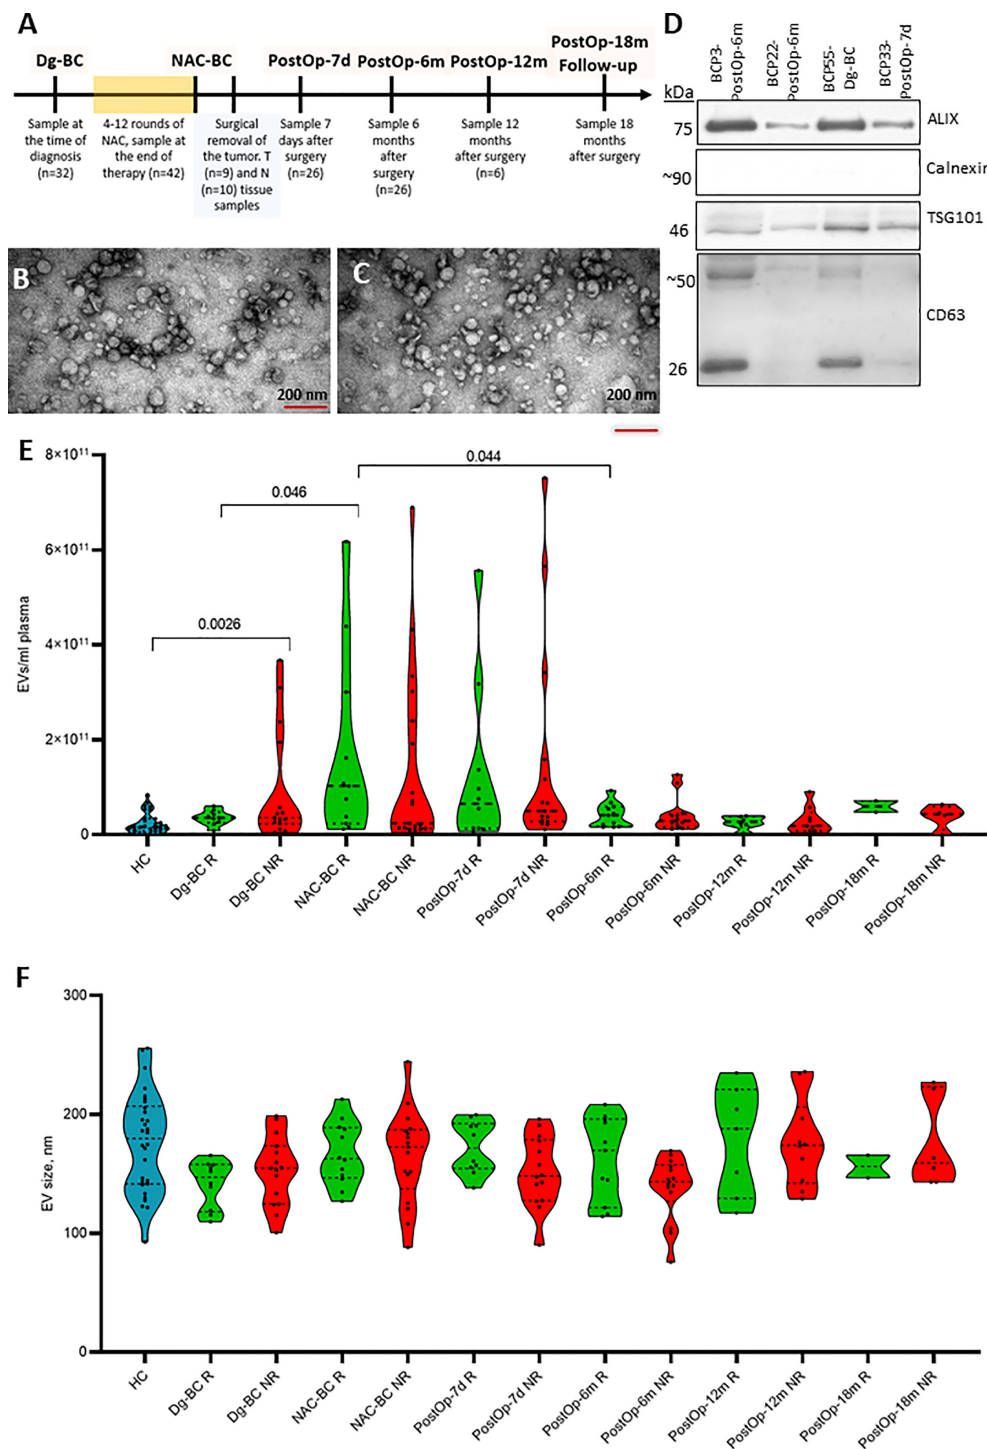 A
Dg-BC
NAC-BC
PostOp-7d
PostOp-6m
PostOp-12m
PostOp-18m
Follow-up
Sample at
the time of
diagnosis
(n=32)
4-12 rounds of
NAC, sample at
the end of
therapy (n=42)
Surgical
removal of
the tumor. T
(n=9) and N
(n=10) tissue
samples
Sample 7
days after
surgery
(n=26)
Sample 6
months
after
surgery
(n=26)
Sample 12
months
after surgery
(n=6)
Sample 18
months
after surgery
B
200 nm
C
200 nm
D
kDa
BCP3-
PostOp-6m
BCP22-
PostOp-6m
BCP55-
Dg-BC
BCP33-
PostOp-7d
75
ALIX
~90
Calnexin
46
TSG101
~50
CD63
26
E
EVs/ml plasma
8×10¹¹
6×10¹¹
4×10¹¹
2×10¹¹
0
0.0026
0.046
0.044
HC
Dg-BC R
Dg-BC NR
NAC-BC R
NAC-BC NR
PostOp-7d R
PostOp-7d NR
PostOp-6m R
PostOp-6m NR
PostOp-12m R
PostOp-12m NR
PostOp-18m R
PostOp-18m NR
F
EV size, nm
300
200
100
0
HC
Dg-BC R
Dg-BC NR
NAC-BC R
NAC-BC NR
PostOp-7d R
PostOp-7d NR
PostOp-6m R
PostOp-6m NR
PostOp-12m R
PostOp-12m NR
PostOp-18m R
PostOp-18m NR